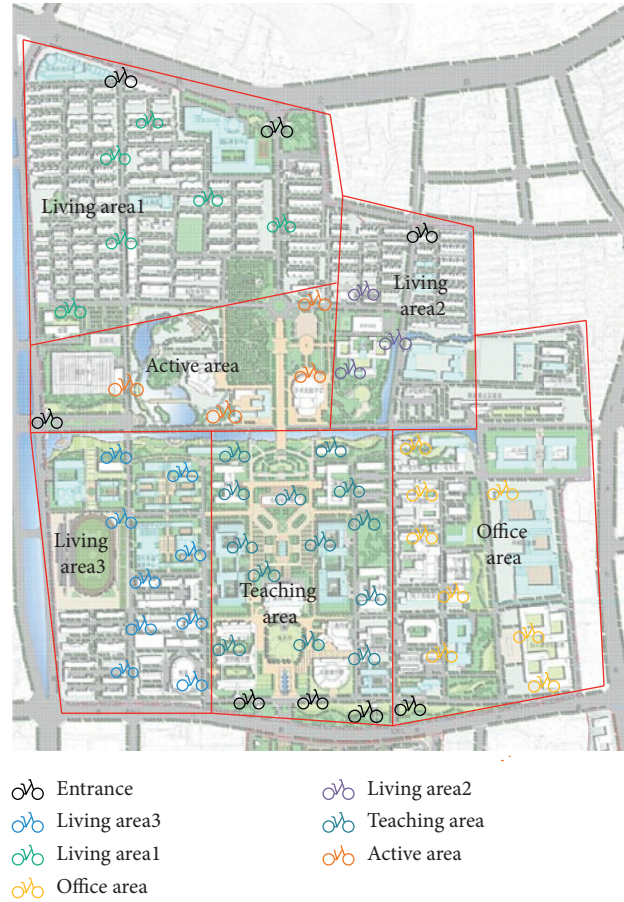 Living area1
Living
area2
Active area
Living
area3
Office
area
Teaching
area
Entrance
Living area3
Living area1
Office area
Living area2
Teaching area
Active area